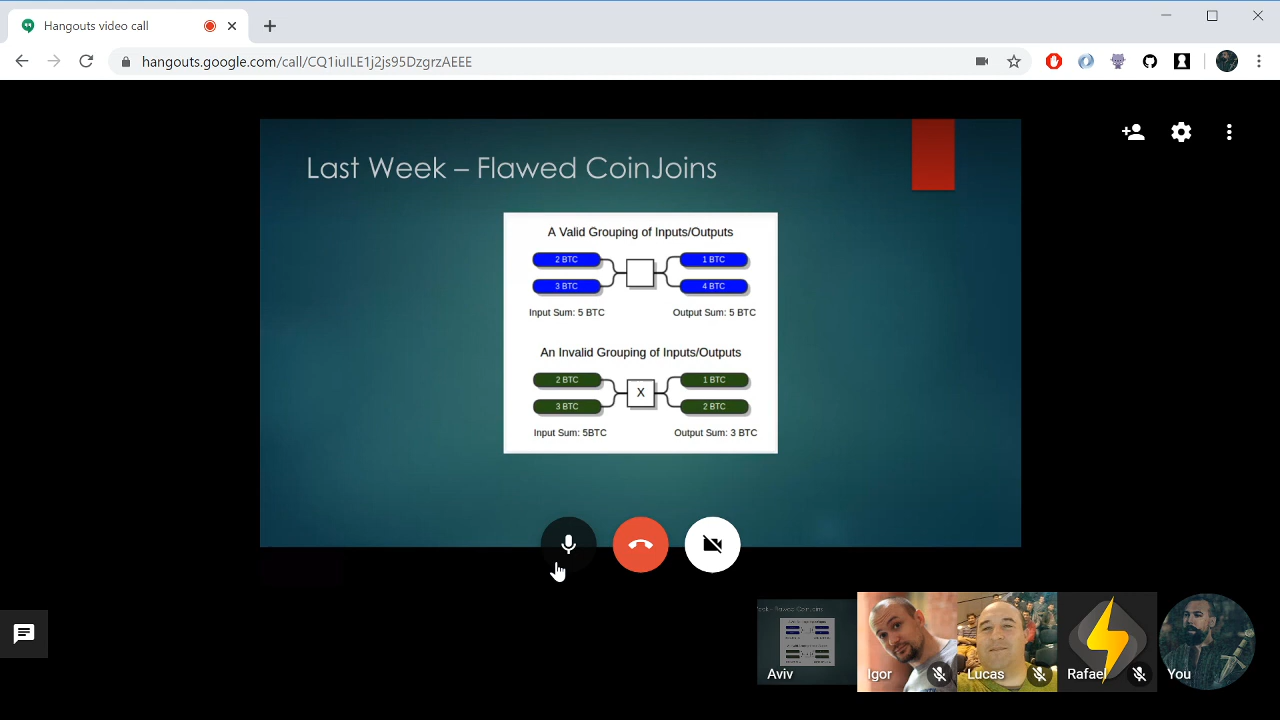 Hangouts video call
hangouts.google.com/call/CQ1iuILE1j2js95DzgrzAEEE
Last Week – Flawed CoinJoins
A Valid Grouping of Inputs/Outputs
2 BTC 1 BTC
3 BTC 4 BTC
Input Sum: 5 BTC Output Sum: 5 BTC
An Invalid Grouping of Inputs/Outputs
2 BTC X 1 BTC
3 BTC 2 BTC
Input Sum: 5BTC Output Sum: 3 BTC
Aviv Igor Lucas Rafael You